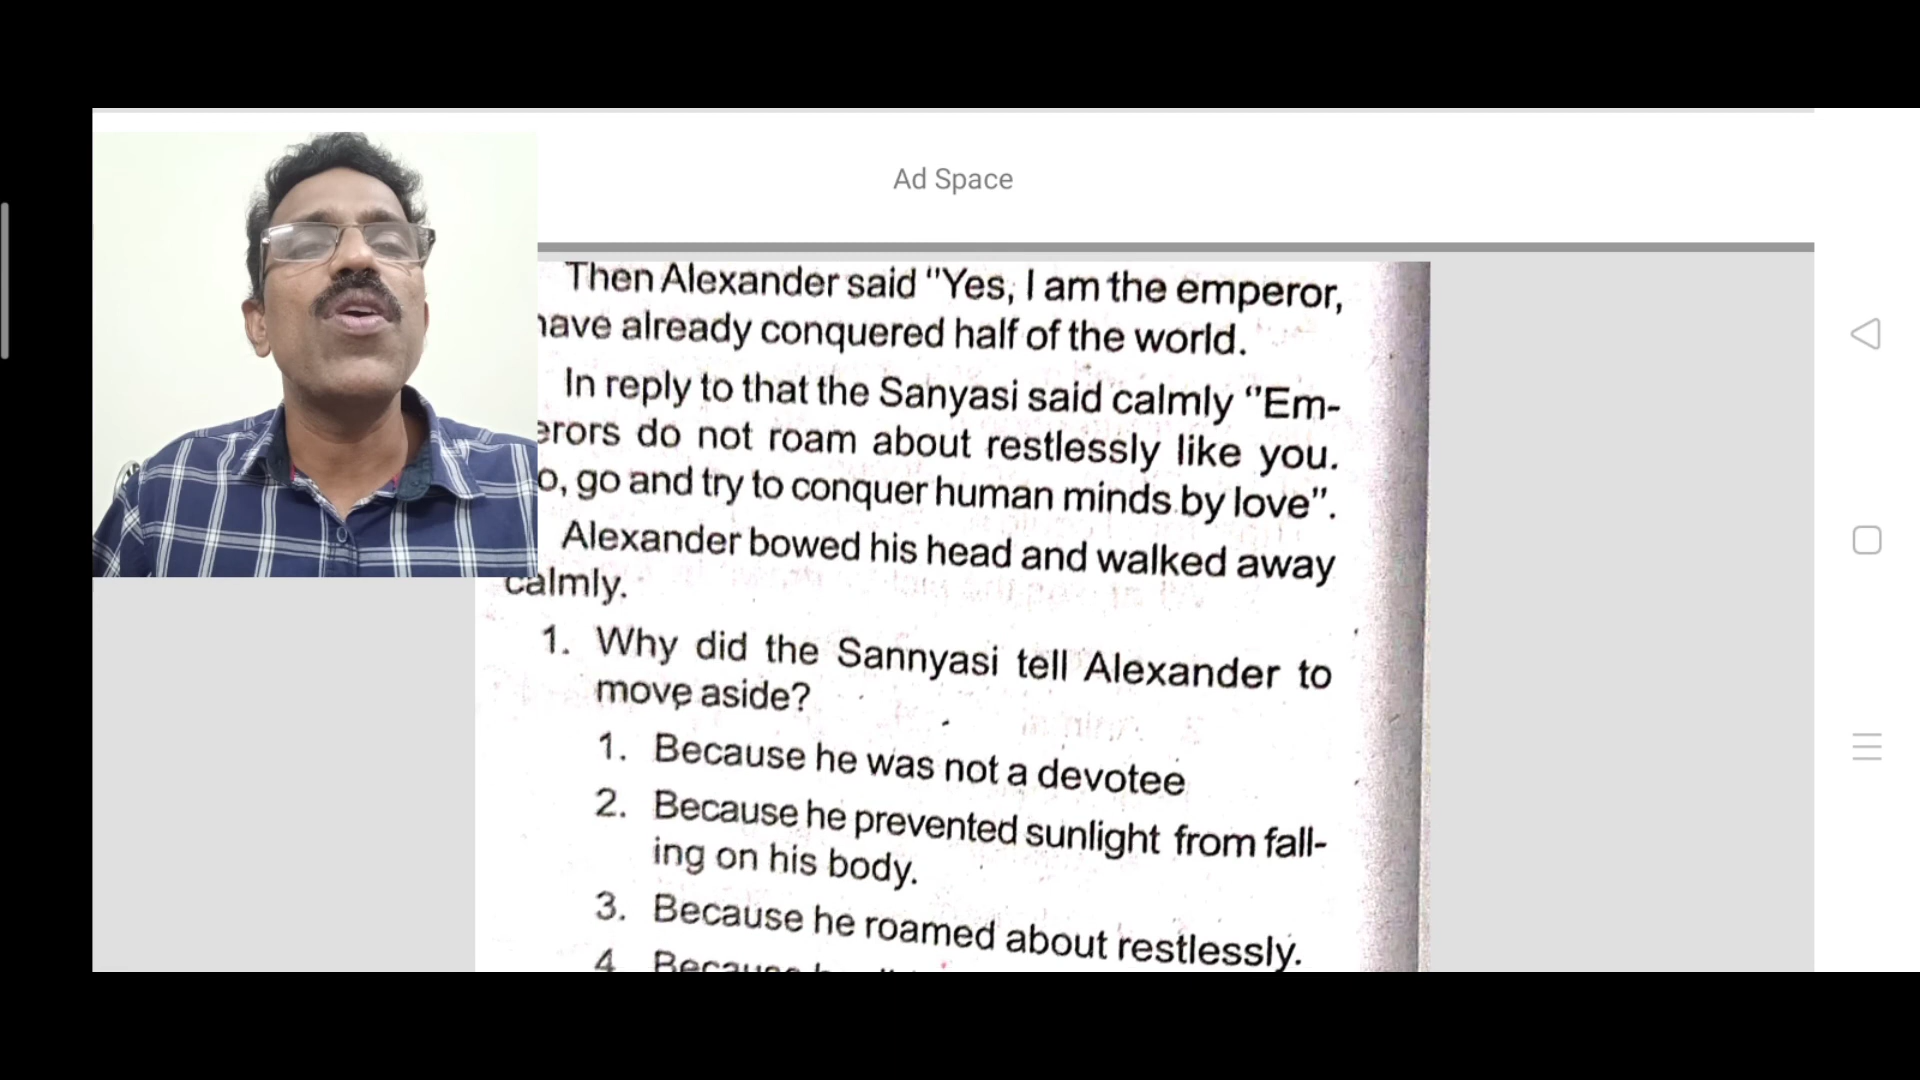 Ad Space
Then Alexander said "Yes, I am the emperor,
have already conquered half of the world.
In reply to that the Sanyasi said calmly "Em-
erors do not roam about restlessly like you.
o, go and try to conquer human minds by love".
Alexander bowed his head and walked away
calmly.
1. Why did the Sannyasi tell Alexander to
move aside?
1. Because he was not a devotee
2. Because he prevented sunlight from fall-
ing on his body.
3. Because he roamed about restlessly.
4 Because